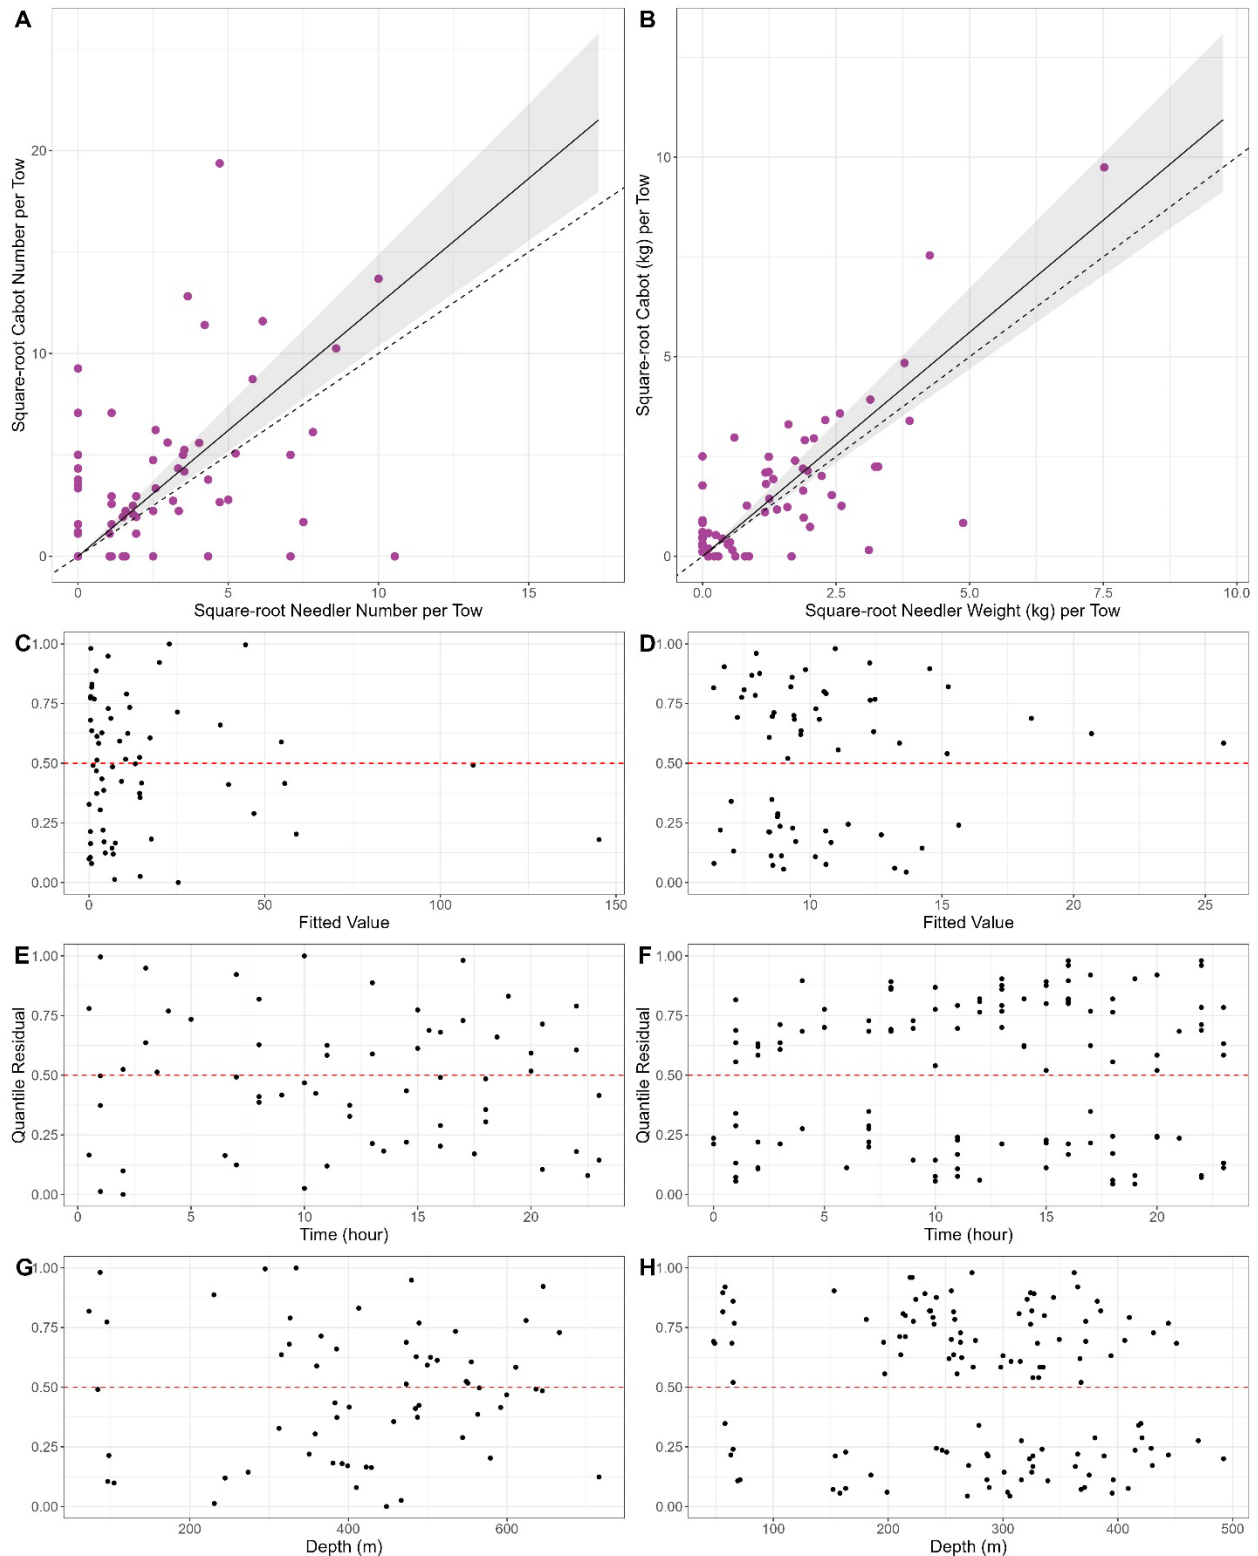 A
B
Square-root Cabot Number per Tow
20
10
0
0 5 10 15
Square-root Needler Number per Tow
Square-root Cabot (kg) per Tow
10
5
0
0.0 2.5 5.0 7.5 10.0
Square-root Needler Weight (kg) per Tow
C
1.00
0.75
0.50
0.25
0.00
0 50 100 150
Fitted Value
D
1.00
0.75
0.50
0.25
0.00
10 15 20 25
Fitted Value
E
Quantile Residual
1.00
0.75
0.50
0.25
0.00
0 5 10 15 20
Time (hour)
F
Quantile Residual
1.00
0.75
0.50
0.25
0.00
0 5 10 15 20
Time (hour)
G
1.00
0.75
0.50
0.25
0.00
200 400 600
Depth (m)
H
1.00
0.75
0.50
0.25
0.00
100 200 300 400 500
Depth (m)